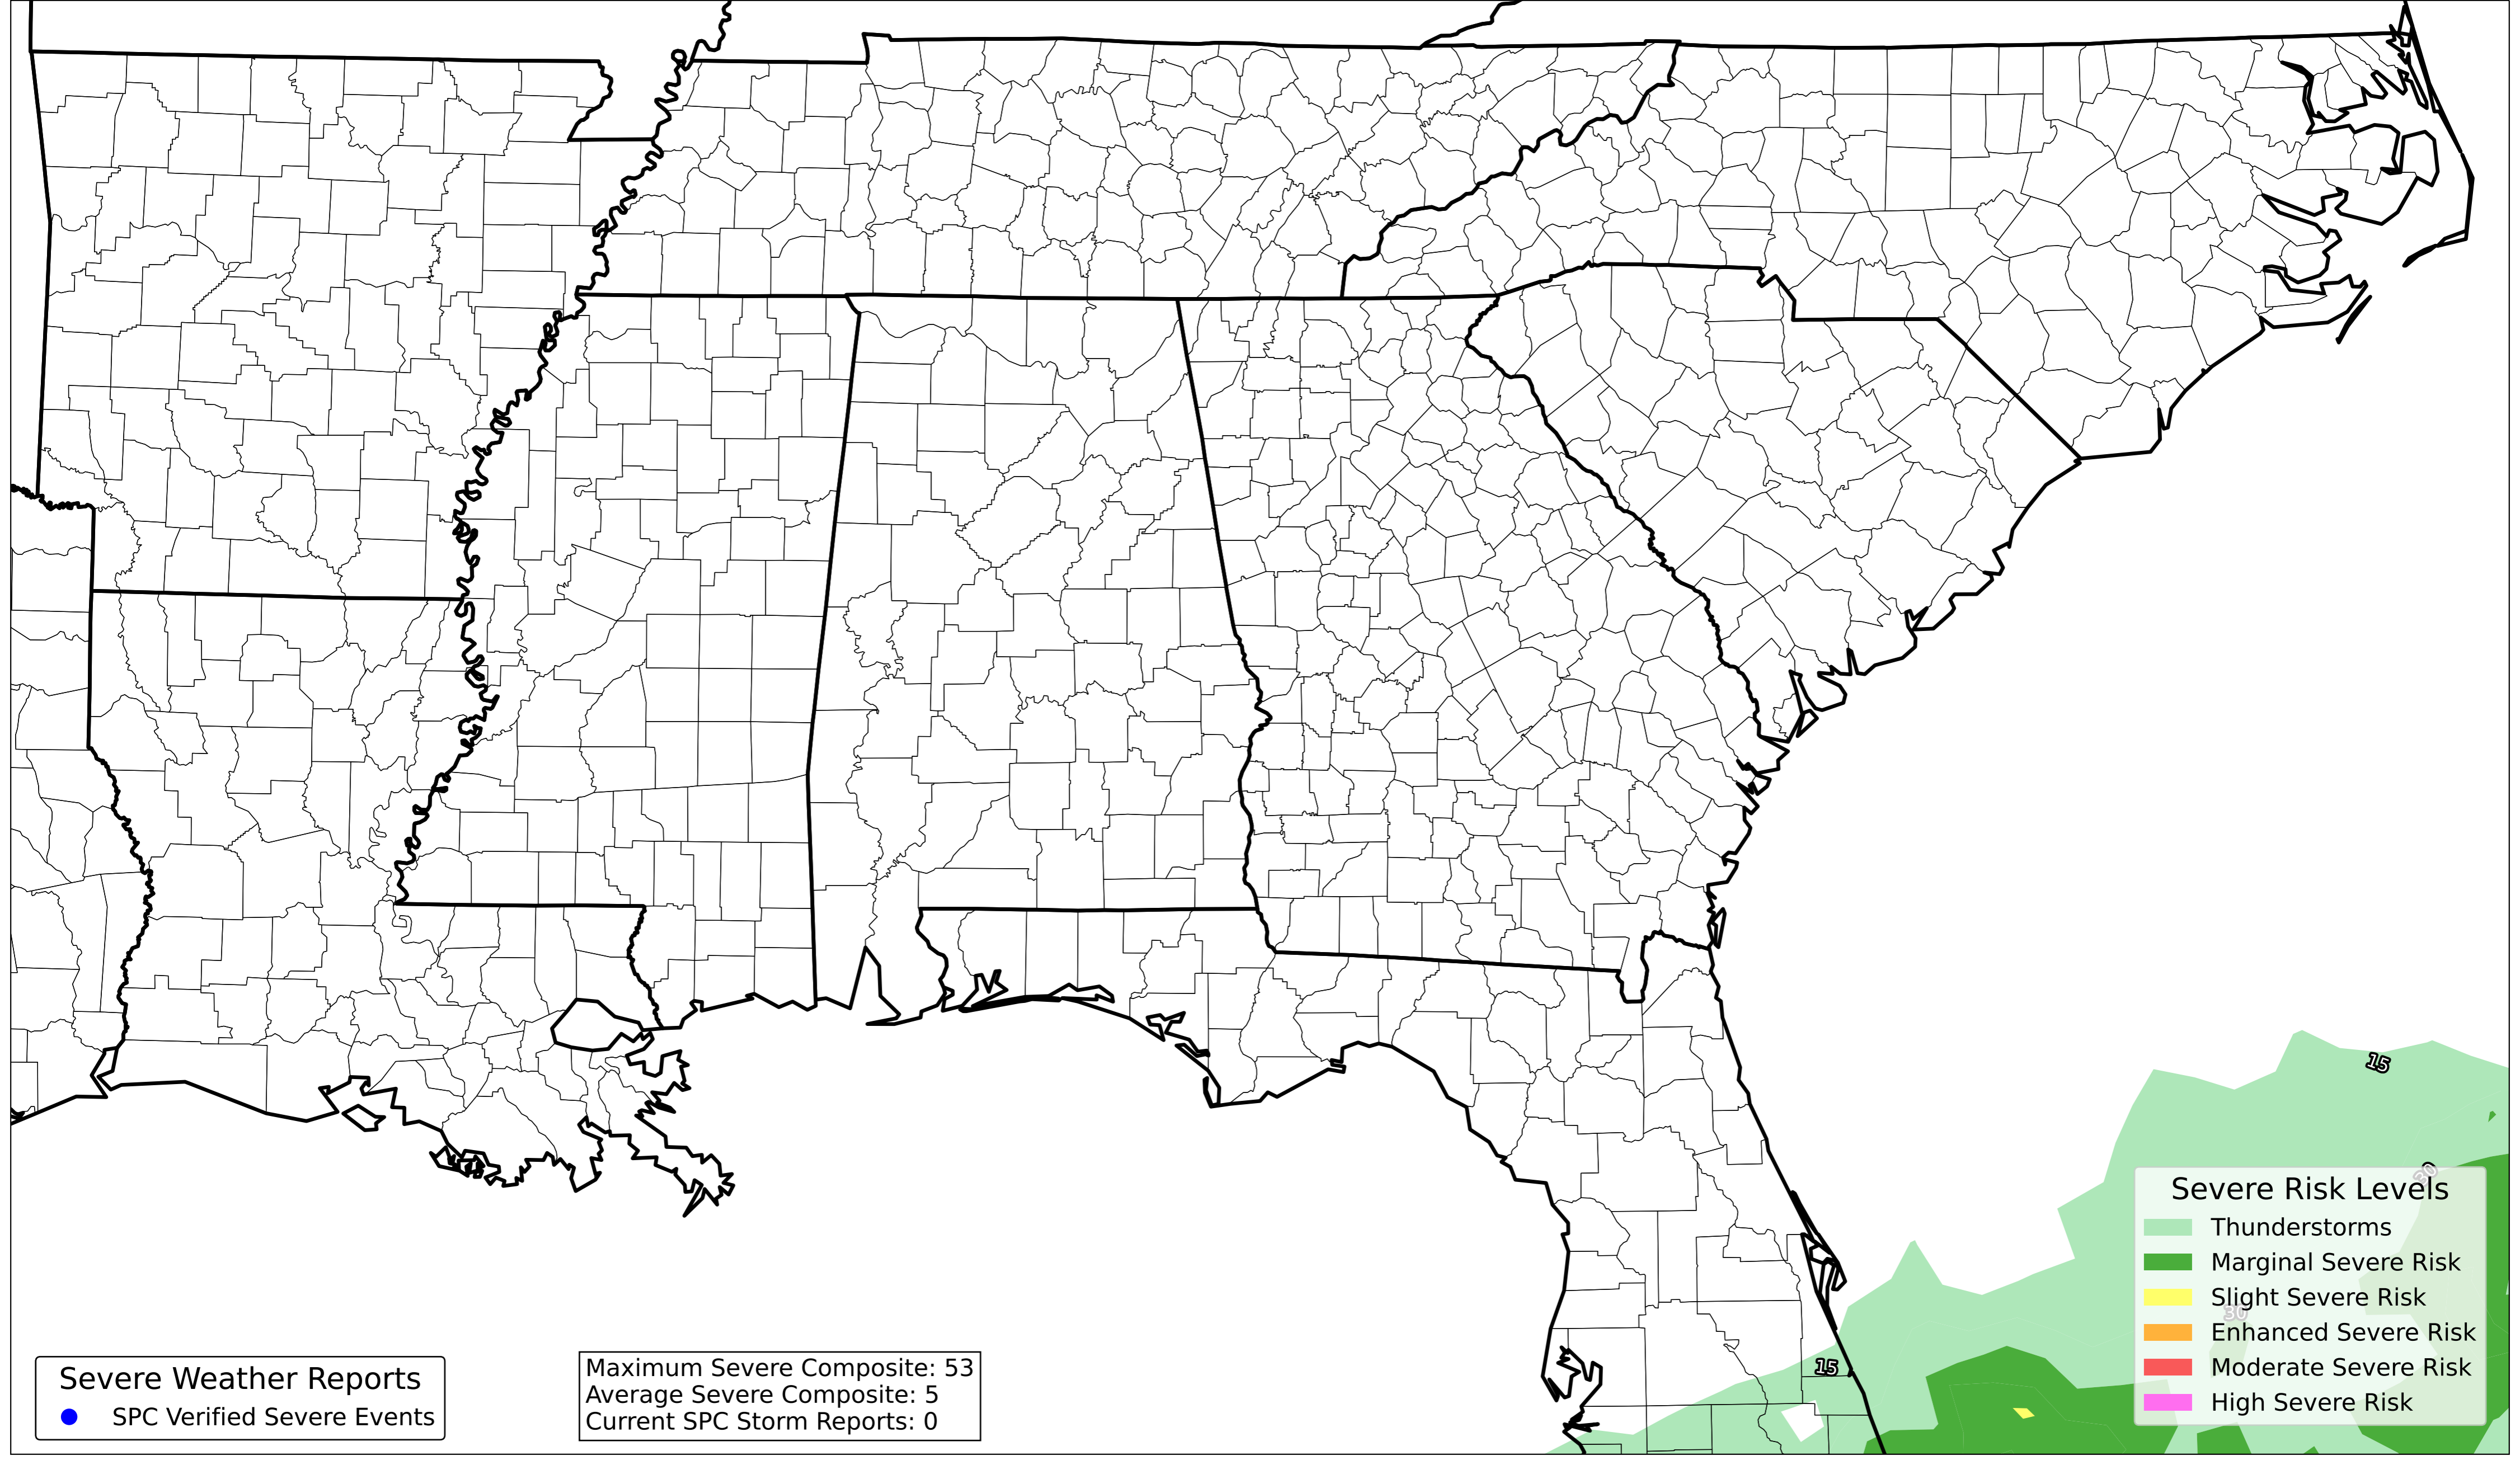 15
30
30
15
Severe Risk Levels
Thunderstorms
Marginal Severe Risk
Slight Severe Risk
Enhanced Severe Risk
Moderate Severe Risk
High Severe Risk
Severe Weather Reports
SPC Verified Severe Events
Maximum Severe Composite: 53
Average Severe Composite: 5
Current SPC Storm Reports: 0